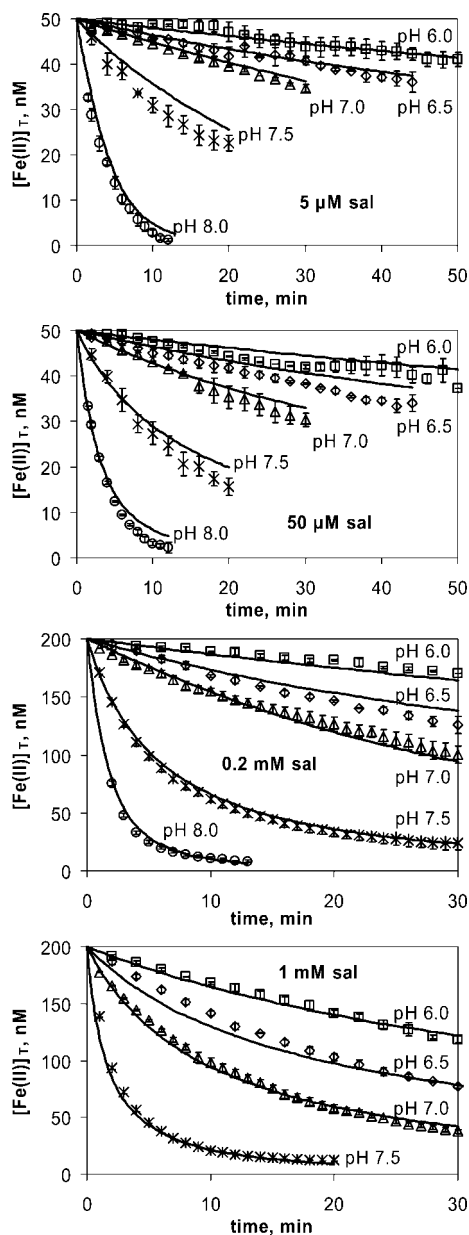 [Fe(II)]T, nM
50
40
30
20
10
0
pH 6.0
pH 6.5
pH 7.0
pH 7.5
pH 8.0
5 µM sal
0 10 20 30 40 50
time, min
[Fe(II)]T, nM
50
40
30
20
10
0
pH 6.0
pH 6.5
pH 7.0
pH 7.5
pH 8.0
50 µM sal
0 10 20 30 40 50
time, min
[Fe(II)]T, nM
200
150
100
50
0
pH 6.0
pH 6.5
pH 7.0
0.2 mM sal
pH 7.5
pH 8.0
0 10 20 30
time, min
[Fe(II)]T, nM
200
150
100
50
0
1 mM sal
pH 6.0
pH 6.5
pH 7.0
pH 7.5
0 10 20 30
time, min